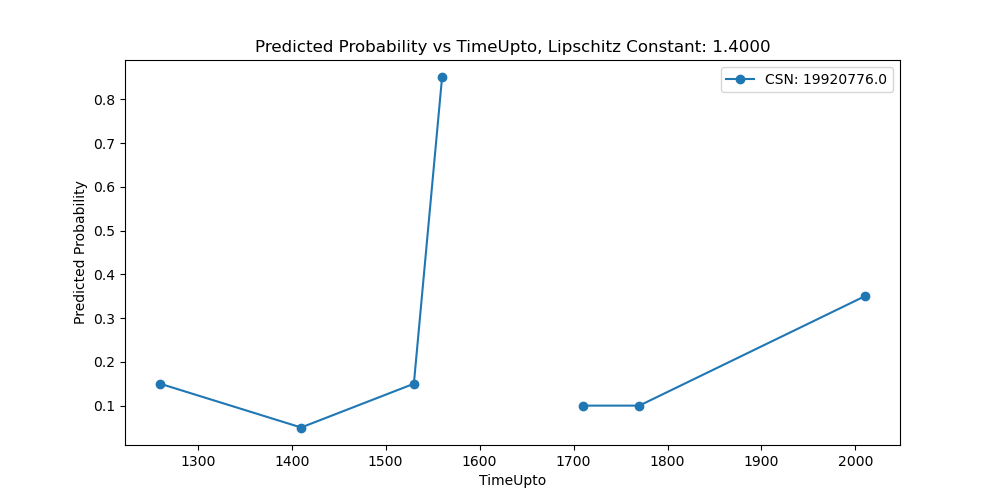 Predicted Probability vs TimeUpto, Lipschitz Constant: 1.4000
CSN: 19920776.0
Predicted Probability
0.8
0.7
0.6
0.5
0.4
0.3
0.2
0.1
1300 1400 1500 1600 1700 1800 1900 2000
TimeUpto